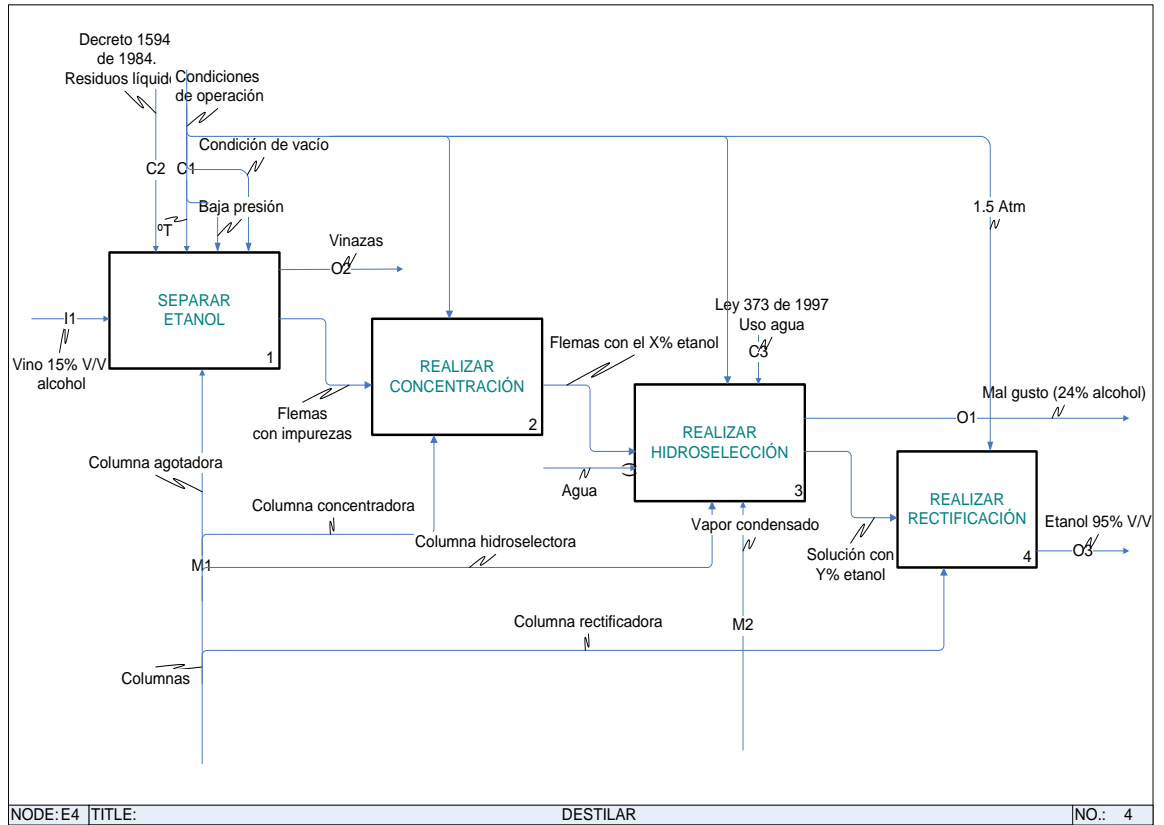 Decreto 1594
de 1984.
Residuos líquid
Condiciones
de operación
Condición de vacío
C2
C1
Baja presión
ºT
1.5 Atm
Vinazas
O2
SEPARAR
ETANOL
1
I1
Vino 15% V/V
alcohol
Ley 373 de 1997
Uso agua
C3
Flemas con el X% etanol
REALIZAR
CONCENTRACIÓN
2
Flemas
con impurezas
Mal gusto (24% alcohol)
O1
REALIZAR
HIDROSELECCIÓN
3
Agua
Columna agotadora
Columna concentradora
Columna hidroselectora
Vapor condensado
REALIZAR
RECTIFICACIÓN
4
Etanol 95% V/V
O3
Solución con
Y% etanol
M1
Columna rectificadora
M2
Columnas
NODE: E4 TITLE: DESTILAR NO.: 4